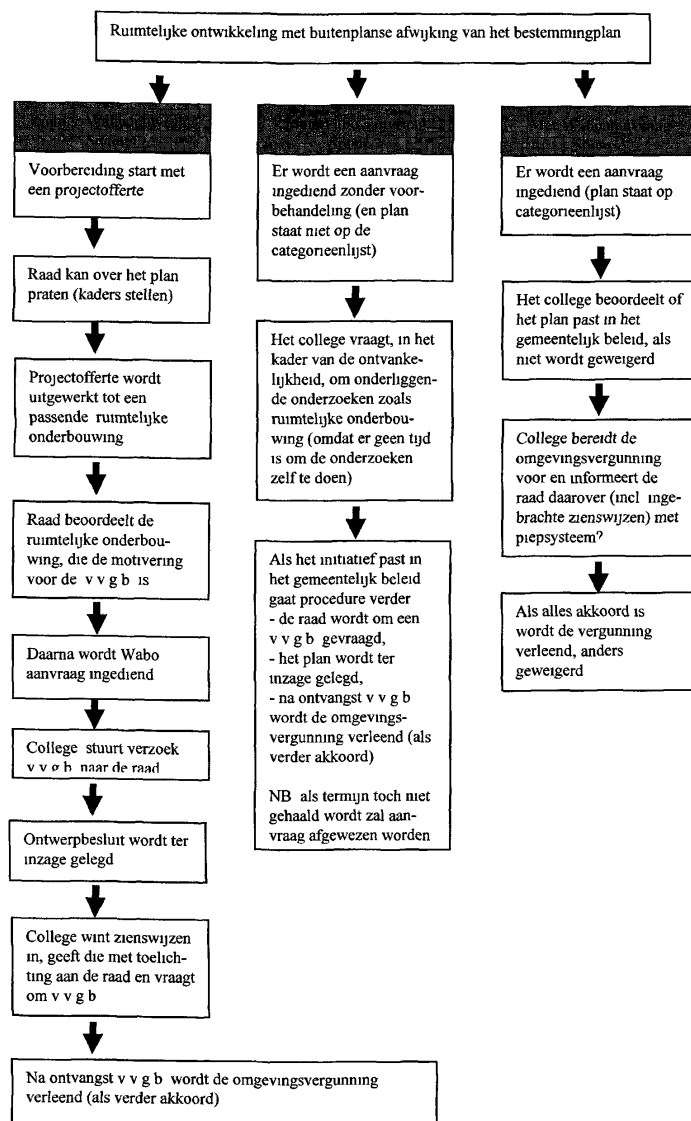 Ruimtelijke ontwikkeling met buitenplanse afwijking van het bestemmingplan
Voorbereiding start met
een projectofferte
Raad kan over het plan
praten (kaders stellen)
Projectofferte wordt
uitgewerkt tot een
passende ruimtelijke
onderbouwing
Raad beoordeelt de
ruimtelijke onderbou-
wing, die de motivering
voor de v v g b is
Daarna wordt Wabo
aanvraag ingediend
College stuurt verzoek
v v g b naar de raad
Ontwerpbesluit wordt ter
inzage gelegd
College wint zienswijzen
in, geeft die met toelich-
ting aan de raad en vraagt
om v v g b
Na ontvangst v v g b wordt de omgevingsvergunning
verleend (als verder akkoord)
Er wordt een aanvraag
ingediend zonder voor-
behandeling (en plan
staat niet op de
categorieenlijst)
Het college vraagt, in het
kader van de ontvanke-
lijkheid, om onderliggen-
de onderzoeken zoals
ruimtelijke onderbou-
wing (omdat er geen tijd
is om de onderzoeken
zelf te doen)
Als het initiatief past in
het gemeentelijk beleid
gaat procedure verder
- de raad wordt om een
v v g b gevraagd,
- het plan wordt ter
inzage gelegd,
- na ontvangst v v g b
wordt de omgevings-
vergunning verleend (als
verder akkoord)
NB als termijn toch niet
gehaald wordt zal aan-
vraag afgewezen worden
Er wordt een aanvraag
ingediend (plan staat op
categorieenlijst)
Het college beoordeelt of
het plan past in het
gemeentelijk beleid, als
niet wordt geweigerd
College bereidt de
omgevingsvergunning
voor en informeert de
raad daarover (incl inge-
brachte zienswijzen) met
piepsysteem?
Als alles akkoord is
wordt de vergunning
verleend, anders
geweigerd